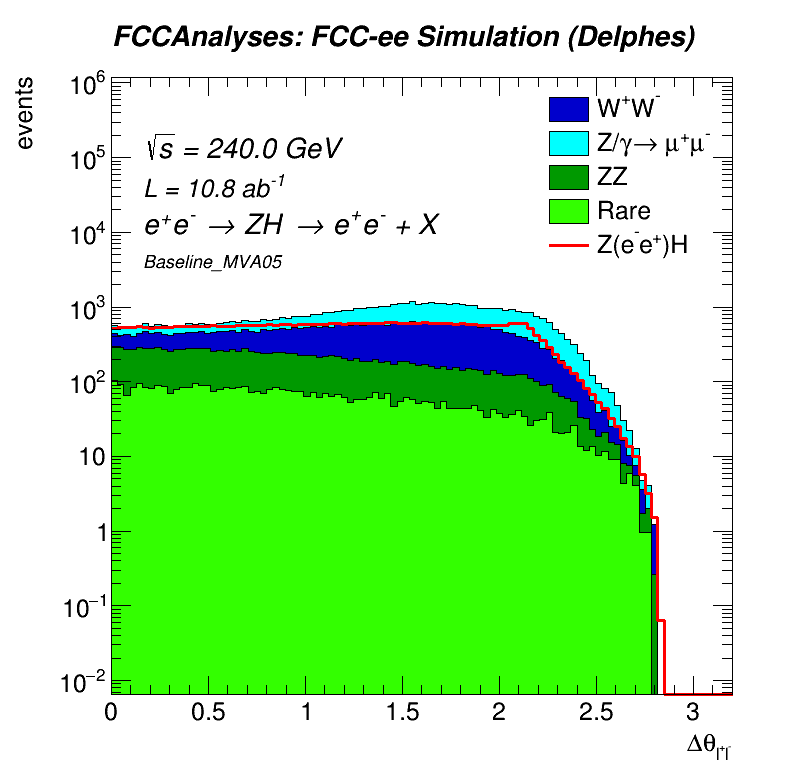 FCCAnalyses: FCC-ee Simulation (Delphes)
events
10⁶
10⁵
10⁴
10³
10²
10
1
10⁻¹
10⁻²
√s = 240.0 GeV
L = 10.8 ab⁻¹
e⁺e⁻ → ZH → e⁺e⁻ + X
Baseline_MVA05
W⁺W⁻
Z/γ→ μ⁺μ⁻
ZZ
Rare
Z(e⁻e⁺)H
0 0.5 1 1.5 2 2.5 3
Δθ_l⁺l⁻